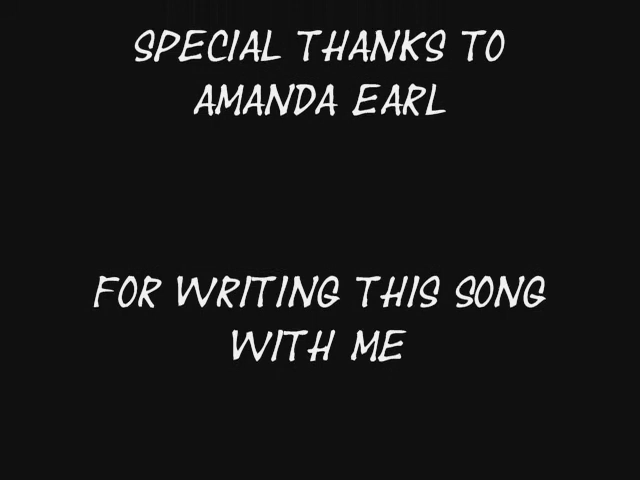 SPECIAL THANKS TO
AMANDA EARL
FOR WRITING THIS SONG
WITH ME